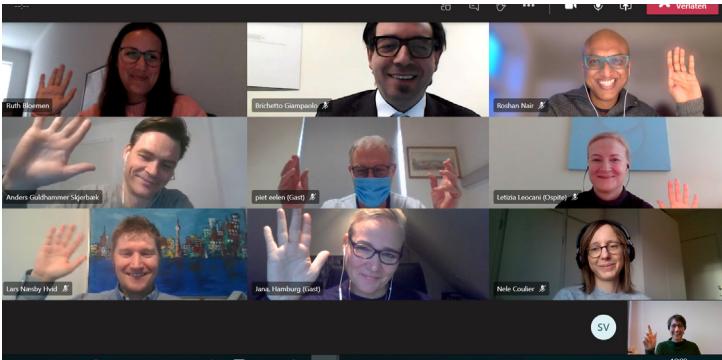 Verlaten
Ruth Bloemen
Brichetto Giampaolo
Roshan Nair
Anders Guldhammer Skjerbæk
piet eelen (Gast)
Letizia Leocani (Ospite)
Lars Næsby Hvid
Jana, Hamburg (Gast)
Nele Coulier
SV